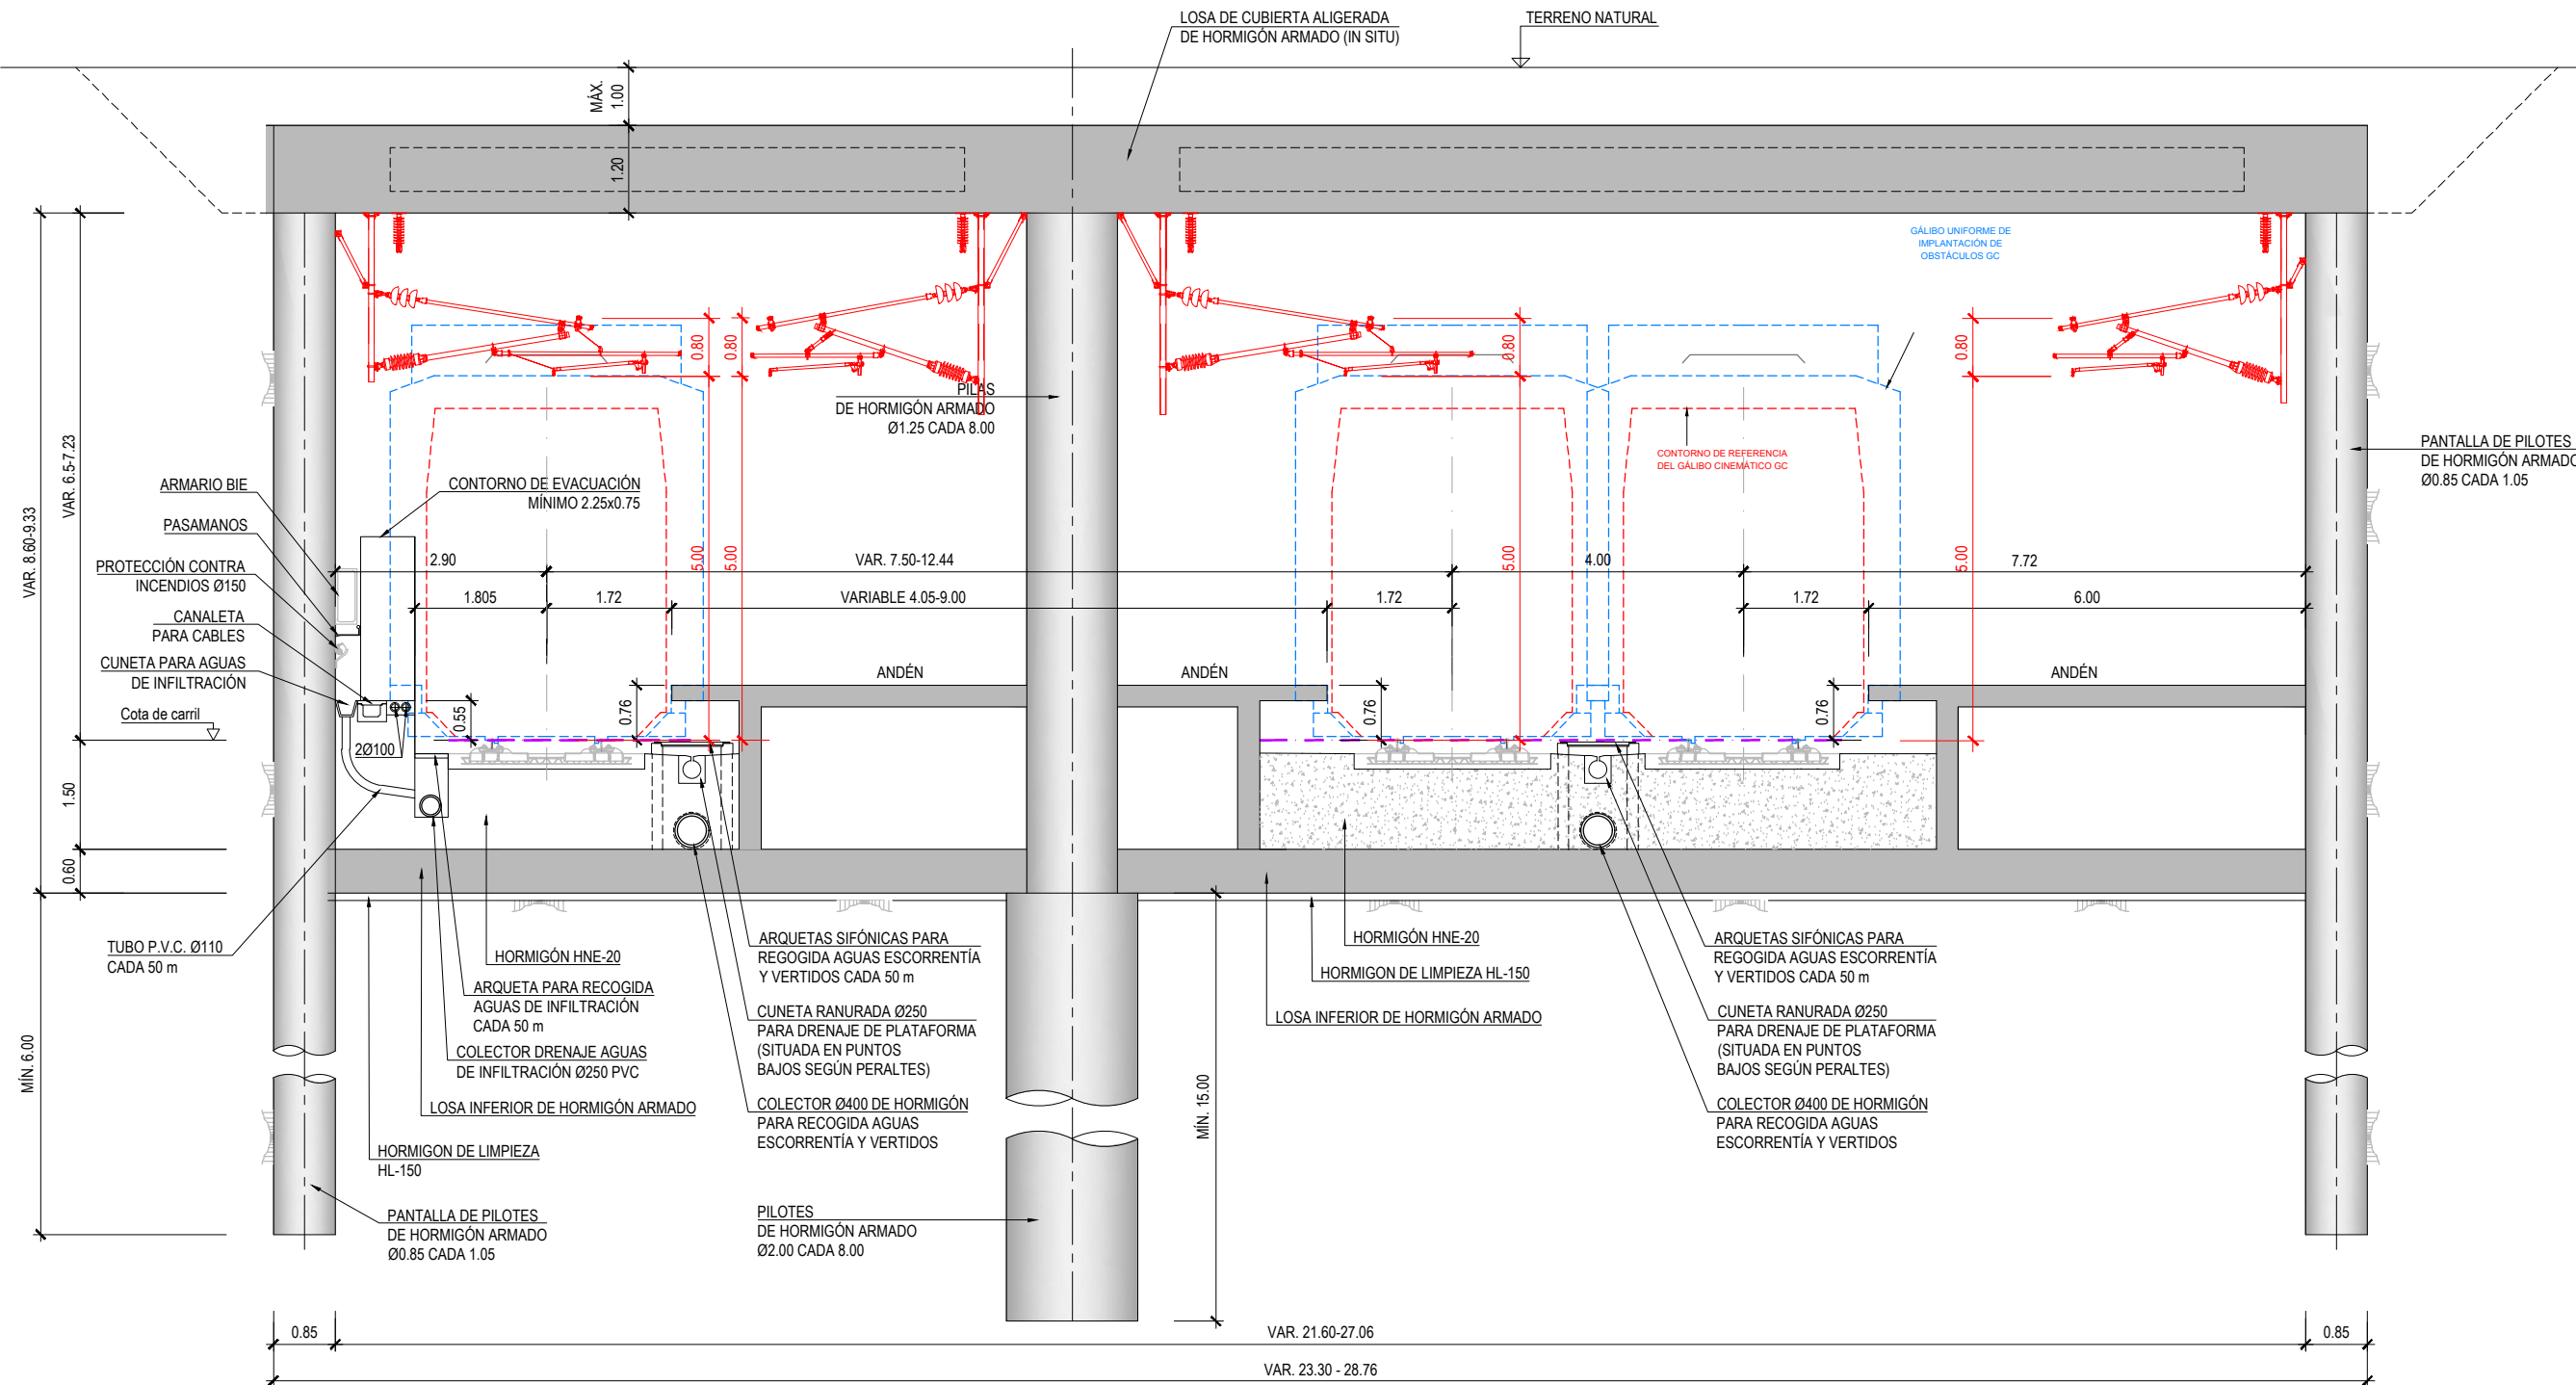 LOSA DE CUBIERTA ALIGERADA
DE HORMIGÓN ARMADO (IN SITU)
TERRENO NATURAL
MÁX.
1.00
1.20
GÁLIBO UNIFORME DE
IMPLANTACIÓN DE
OBSTÁCULOS GC
0.80
0.80
0.80
0.80
PILAS
DE HORMIGÓN ARMADO
Ø1.25 CADA 8.00
CONTORNO DE REFERENCIA
DEL GÁLIBO CINEMÁTICO GC
PANTALLA DE PILOTES
DE HORMIGÓN ARMADO
Ø0.85 CADA 1.05
VAR. 8.60-9.33
VAR. 6.5-7.23
ARMARIO BIE
PASAMANOS
PROTECCIÓN CONTRA
INCENDIOS Ø150
CANALETA
PARA CABLES
CUNETA PARA AGUAS
DE INFILTRACIÓN
Cota de carril
CONTORNO DE EVACUACIÓN
MÍNIMO 2.25x0.75
2.90
VAR. 7.50-12.44
4.00
7.72
5.00
5.00
5.00
5.00
1.805
1.72
VARIABLE 4.05-9.00
1.72
1.72
6.00
ANDÉN
ANDÉN
ANDÉN
0.55
0.76
0.76
0.76
2Ø100
1.50
0.60
MÍN. 6.00
TUBO P.V.C. Ø110
CADA 50 m
HORMIGÓN HNE-20
ARQUETA PARA RECOGIDA
AGUAS DE INFILTRACIÓN
CADA 50 m
COLECTOR DRENAJE AGUAS
DE INFILTRACIÓN Ø250 PVC
LOSA INFERIOR DE HORMIGÓN ARMADO
HORMIGON DE LIMPIEZA
HL-150
PANTALLA DE PILOTES
DE HORMIGÓN ARMADO
Ø0.85 CADA 1.05
ARQUETAS SIFÓNICAS PARA
REGOGIDA AGUAS ESCORRENTÍA
Y VERTIDOS CADA 50 m
CUNETA RANURADA Ø250
PARA DRENAJE DE PLATAFORMA
(SITUADA EN PUNTOS
BAJOS SEGÚN PERALTES)
COLECTOR Ø400 DE HORMIGÓN
PARA RECOGIDA AGUAS
ESCORRENTÍA Y VERTIDOS
PILOTES
DE HORMIGÓN ARMADO
Ø2.00 CADA 8.00
MÍN. 15.00
HORMIGÓN HNE-20
HORMIGON DE LIMPIEZA HL-150
LOSA INFERIOR DE HORMIGÓN ARMADO
ARQUETAS SIFÓNICAS PARA
REGOGIDA AGUAS ESCORRENTÍA
Y VERTIDOS CADA 50 m
CUNETA RANURADA Ø250
PARA DRENAJE DE PLATAFORMA
(SITUADA EN PUNTOS
BAJOS SEGÚN PERALTES)
COLECTOR Ø400 DE HORMIGÓN
PARA RECOGIDA AGUAS
ESCORRENTÍA Y VERTIDOS
0.85
VAR. 21.60-27.06
0.85
VAR. 23.30 - 28.76